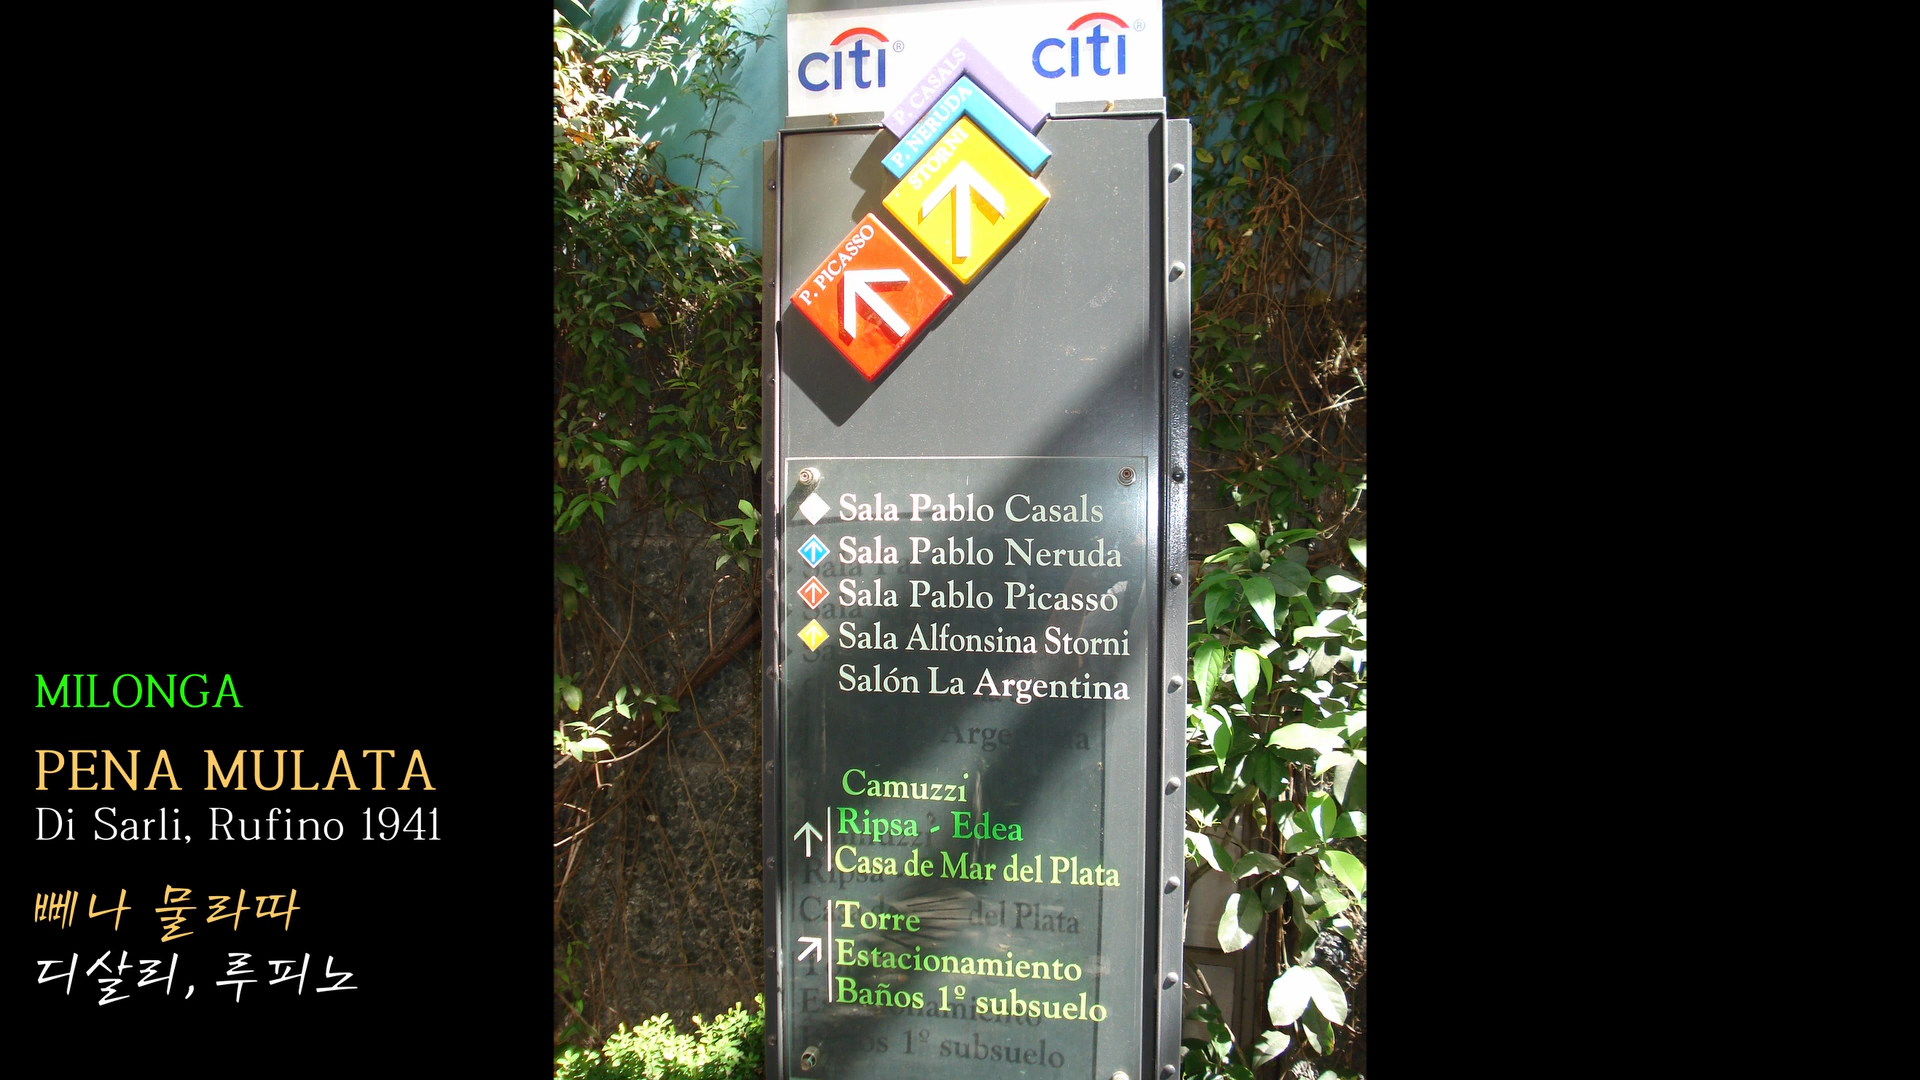 citi® citi®
P. CASALS
P. NERUDA
STORNI
P. PICASSO
Sala Pablo Casals
Sala Pablo Neruda
Sala Pablo Picasso
Sala Alfonsina Storni
Salón La Argentina
Camuzzi
Ripsa - Edea
Casa de Mar del Plata
Torre
Estacionamiento
Baños 1º subsuelo
MILONGA
PENA MULATA
Di Sarli, Rufino 1941
뻬나 물라따
디살리, 루피노